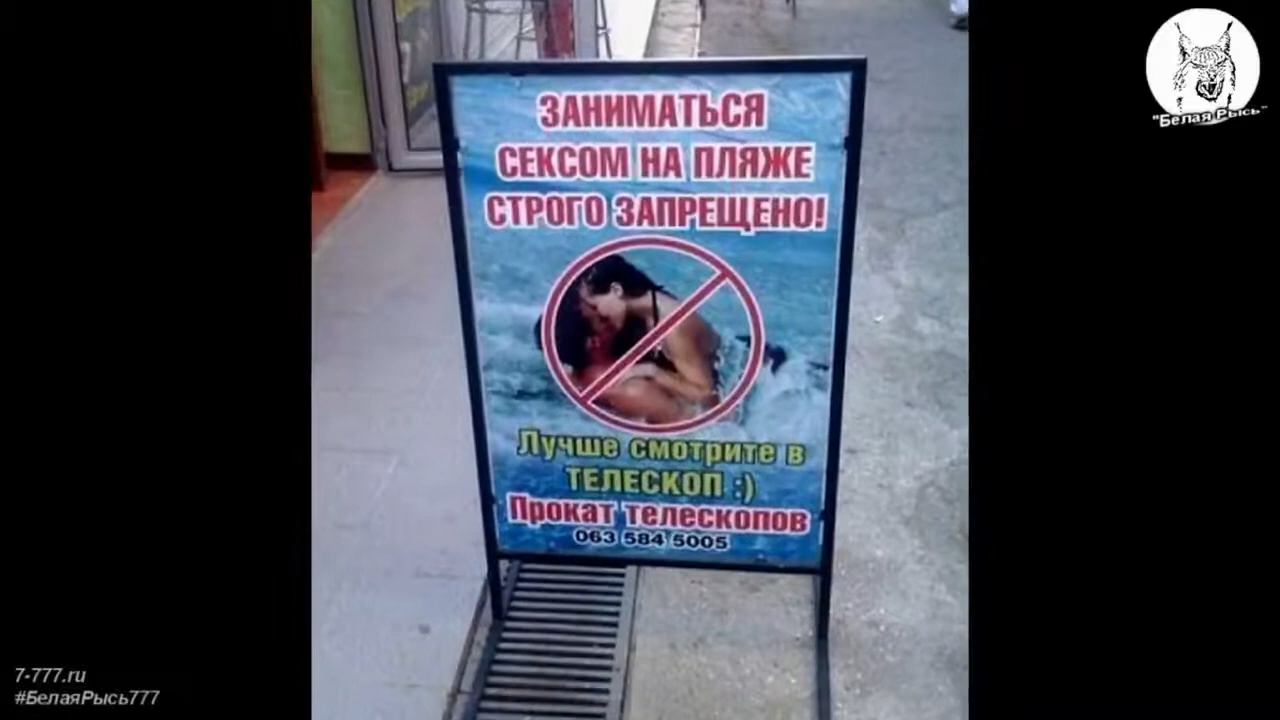 ЗАНИМАТЬСЯ
СЕКСОМ НА ПЛЯЖЕ
СТРОГО ЗАПРЕЩЕНО!
Лучше смотрите в
ТЕЛЕСКОП :)
Прокат телескопов
063 584 5005
"Белая Рысь"
7-777.ru
#БелаяРысь777